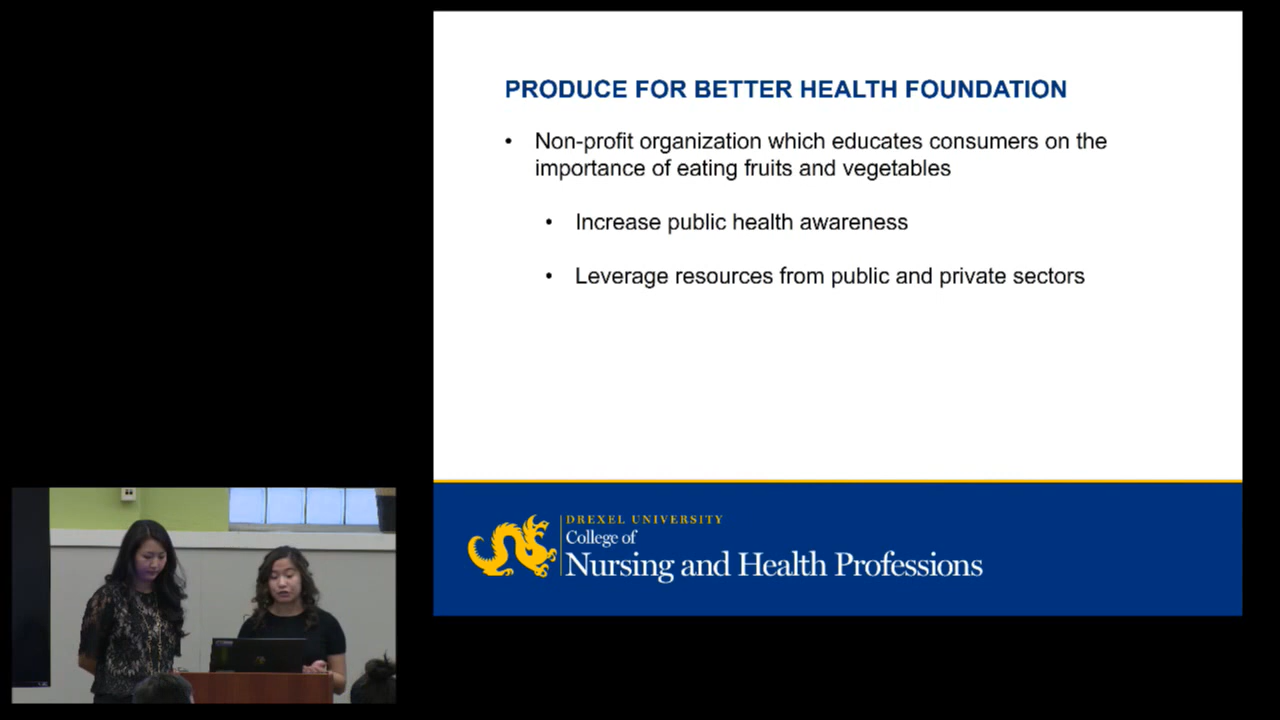 PRODUCE FOR BETTER HEALTH FOUNDATION
• Non-profit organization which educates consumers on the
importance of eating fruits and vegetables
• Increase public health awareness
• Leverage resources from public and private sectors
DREXEL UNIVERSITY
College of
Nursing and Health Professions